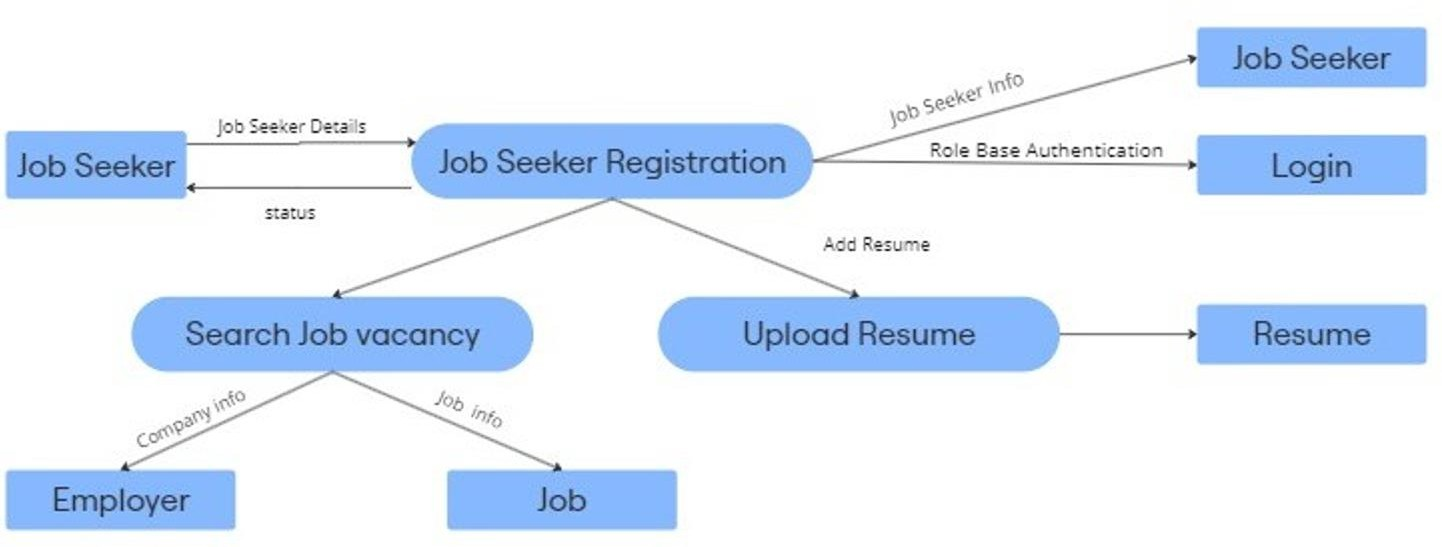 Job Seeker
Job Seeker Info
Job Seeker Details
Job Seeker
Job Seeker Registration
Role Base Authentication
Login
status
Add Resume
Search Job vacancy
Upload Resume
Resume
Company info
Job info
Employer
Job